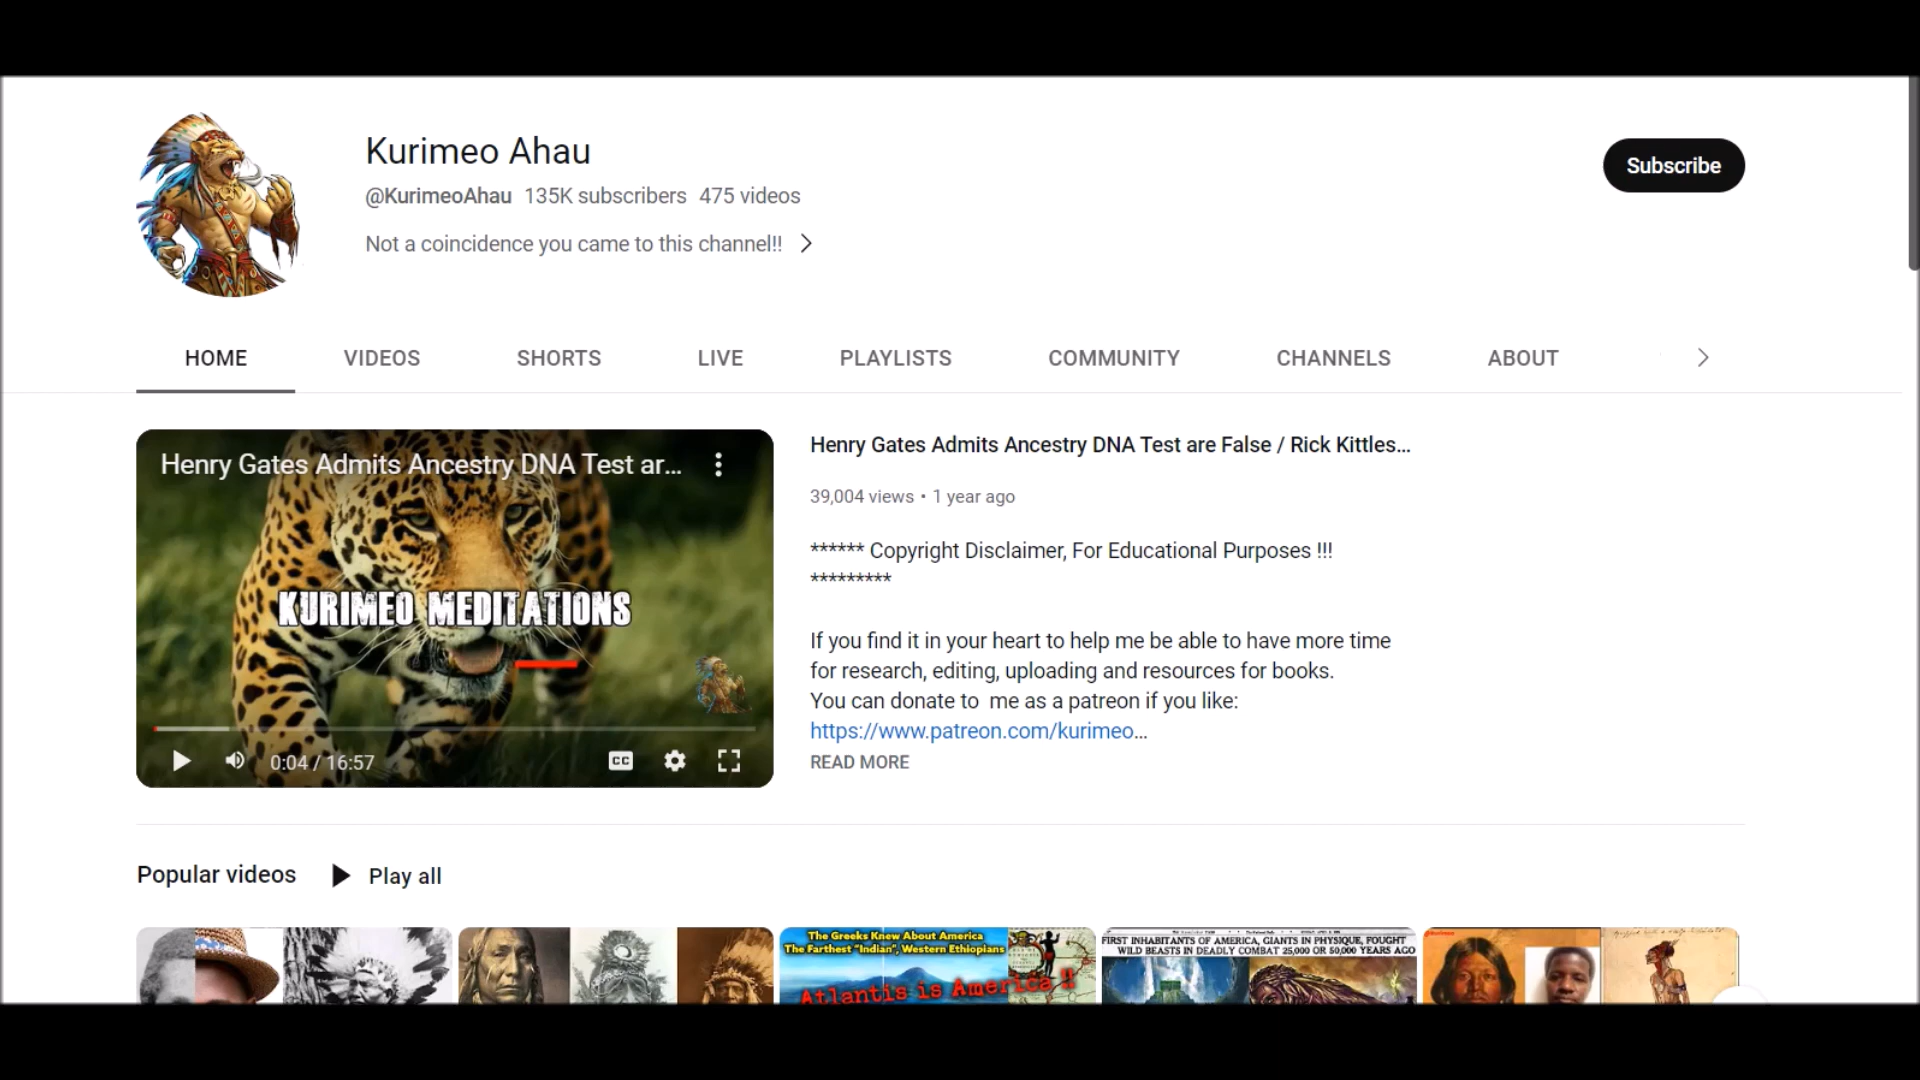 Kurimeo Ahau
@KurimeoAhau 135K subscribers 475 videos
Not a coincidence you came to this channel!!
Subscribe
HOME VIDEOS SHORTS LIVE PLAYLISTS COMMUNITY CHANNELS ABOUT
Henry Gates Admits Ancestry DNA Test ar...
KURIMEO MEDITATIONS
0:04 / 16:57
CC
Henry Gates Admits Ancestry DNA Test are False / Rick Kittles...
39,004 views • 1 year ago
****** Copyright Disclaimer, For Educational Purposes !!!
*********
If you find it in your heart to help me be able to have more time
for research, editing, uploading and resources for books.
You can donate to me as a patreon if you like:
https://www.patreon.com/kurimeo...
READ MORE
Popular videos Play all
The Greeks Knew About America
The Farthest "Indian", Western Ethiopians
Atlantis is America !!
FIRST INHABITANTS OF AMERICA, GIANTS IN PHYSIQUE, FOUGHT
WILD BEASTS IN DEADLY COMBAT 25,000 OR 50,000 YEARS AGO